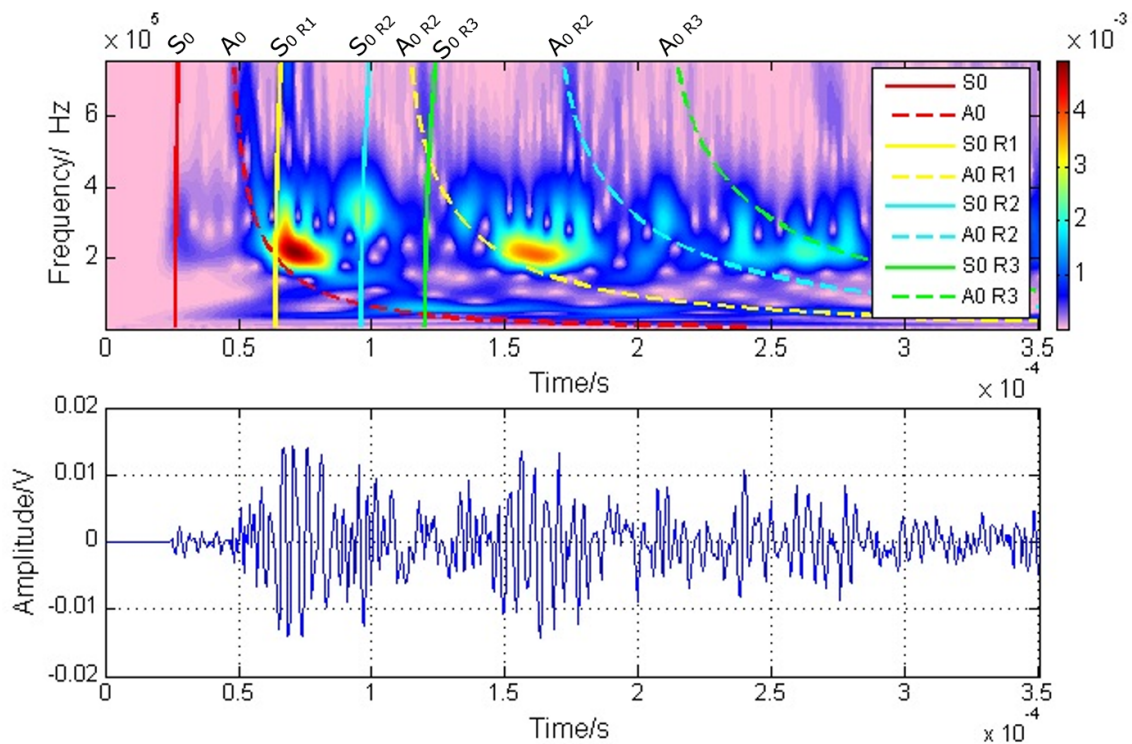 × 10⁵ S₀ A₀ S₀ R1 S₀ R2 A₀ R2 S₀ R3 A₀ R2 A₀ R3 × 10⁻³
Frequency/ Hz
6
4
2
0
S0
A0
S0 R1
A0 R1
S0 R2
A0 R2
S0 R3
A0 R3
4
3
2
1
0
0 0.5 1 1.5 2 2.5 3 3.5
Time/s × 10⁻⁴
Amplitude/V
0.02
0.01
0
-0.01
-0.02
0 0.5 1 1.5 2 2.5 3 3.5
Time/s × 10⁻⁴